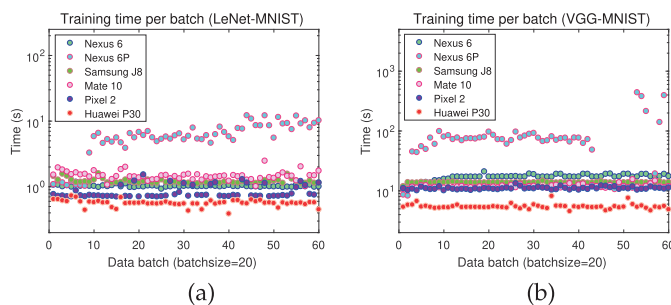 Training time per batch (LeNet-MNIST)
10^2
10^1
10^0
Time (s)
Nexus 6
Nexus 6P
Samsung J8
Mate 10
Pixel 2
Huawei P30
10 20 30 40 50 60
Data batch (batchsize=20)
(a)
Training time per batch (VGG-MNIST)
10^3
10^2
10^1
Time (s)
Nexus 6
Nexus 6P
Samsung J8
Mate 10
Pixel 2
Huawei P30
0 10 20 30 40 50 60
Data batch (batchsize=20)
(b)